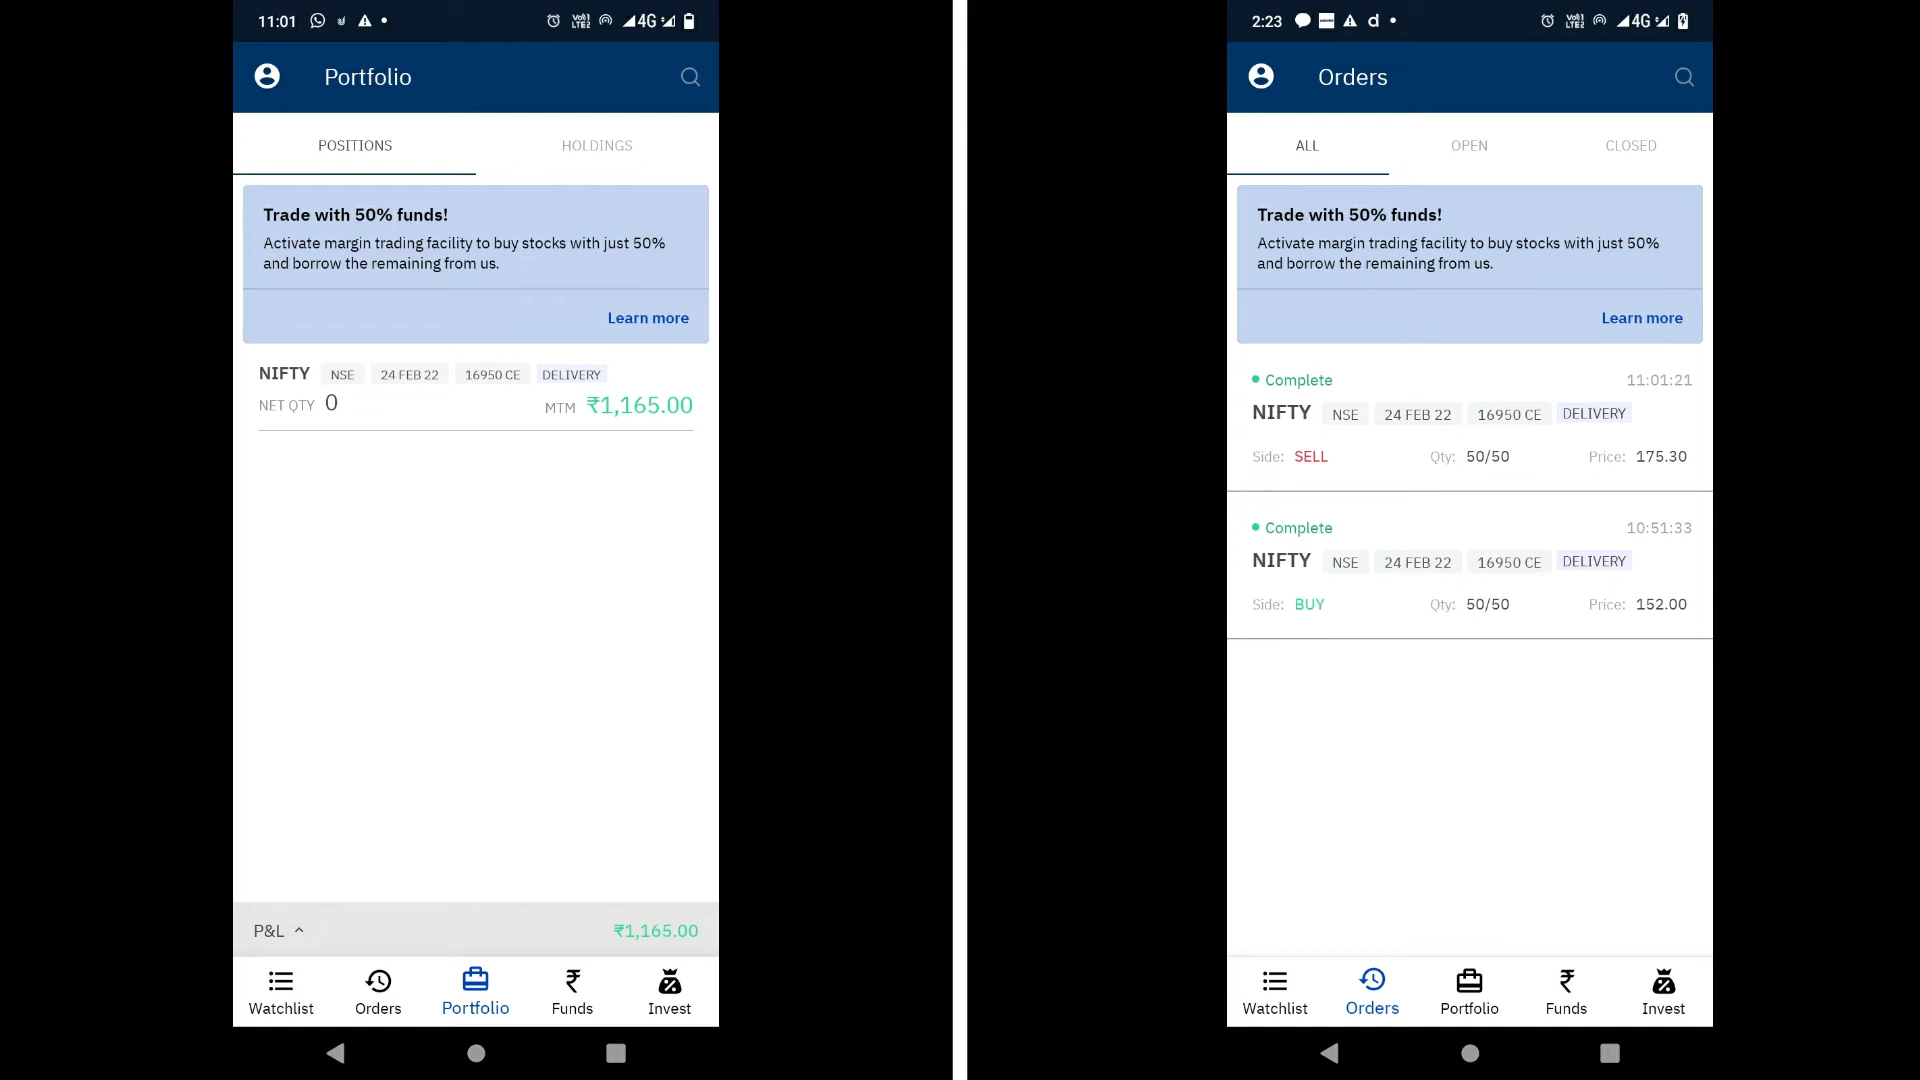 11:01
4G
Portfolio
POSITIONS HOLDINGS
Trade with 50% funds!
Activate margin trading facility to buy stocks with just 50%
and borrow the remaining from us.
Learn more
NIFTY NSE 24 FEB 22 16950 CE DELIVERY
NET QTY 0 MTM ₹1,165.00
P&L ₹1,165.00
Watchlist Orders Portfolio Funds Invest
2:23 d
4G
Orders
ALL OPEN CLOSED
Trade with 50% funds!
Activate margin trading facility to buy stocks with just 50%
and borrow the remaining from us.
Learn more
Complete 11:01:21
NIFTY NSE 24 FEB 22 16950 CE DELIVERY
Side: SELL Qty: 50/50 Price: 175.30
Complete 10:51:33
NIFTY NSE 24 FEB 22 16950 CE DELIVERY
Side: BUY Qty: 50/50 Price: 152.00
Watchlist Orders Portfolio Funds Invest